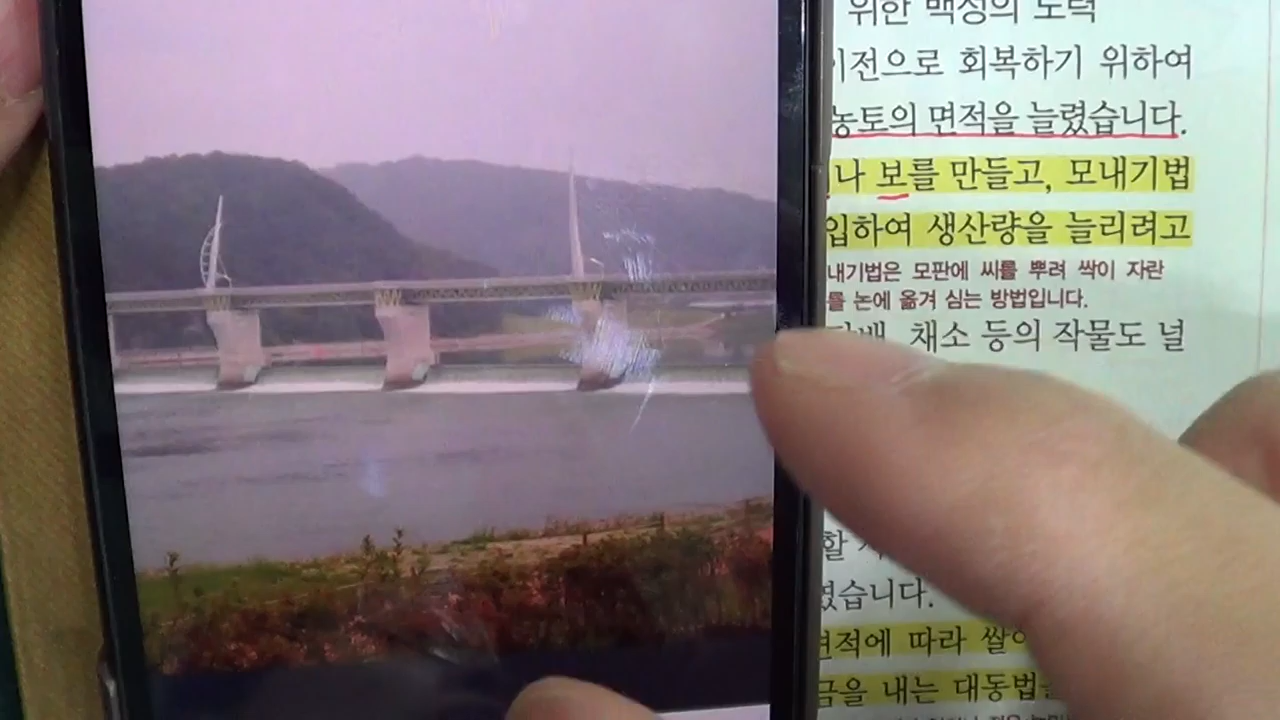 위한 백성의 노력
이전으로 회복하기 위하여
농토의 면적을 늘렸습니다.
나 보를 만들고, 모내기법
입하여 생산량을 늘리려고
내기법은 모판에 씨를 뿌려 싹이 자란
를 논에 옮겨 심는 방법입니다.
담배, 채소 등의 작물도 널
할
였습니다.
면적에 따라 쌀이
금을 내는 대동법을